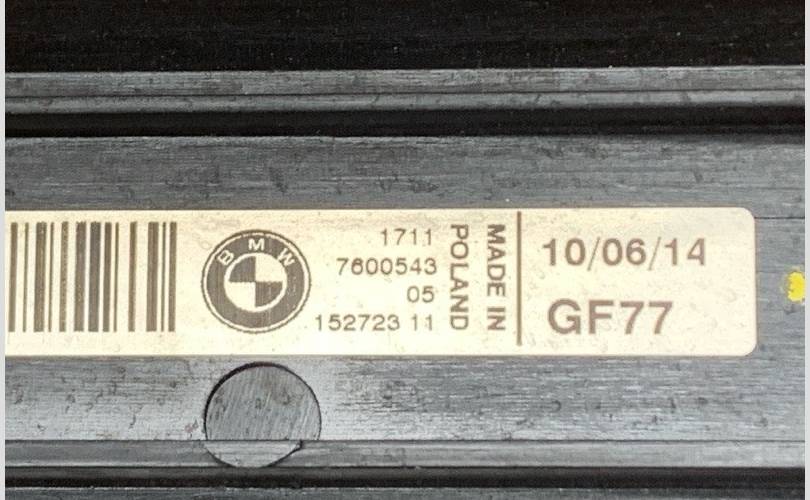 BMW
1711
7600543
05
152723 11
MADE IN
POLAND
10/06/14
GF77